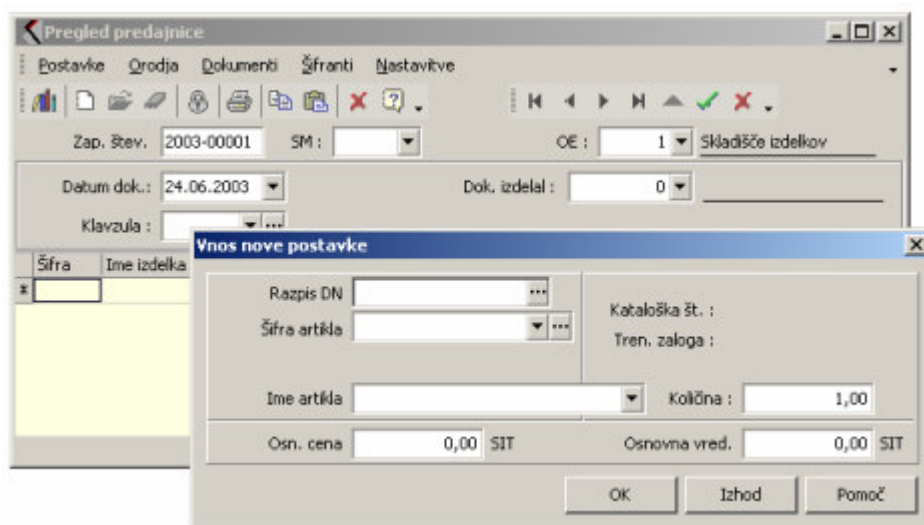 Pregled predajnice
Postavke Orodja Dokumenti Šifranti Nastavitve
Zap. štev. 2003-00001 SM : OE : 1 Skladišče izdelkov
Datum dok.: 24.06.2003 Dok. izdelal : 0
Klavzula :
Šifra Ime izdelka
Vnos nove postavke
Razpis DN
Kataloška št. :
Šifra artikla
Tren. zaloga :
Ime artikla Količina : 1,00
Osn. cena 0,00 SIT Osnovna vred. 0,00 SIT
OK Izhod Pomoč